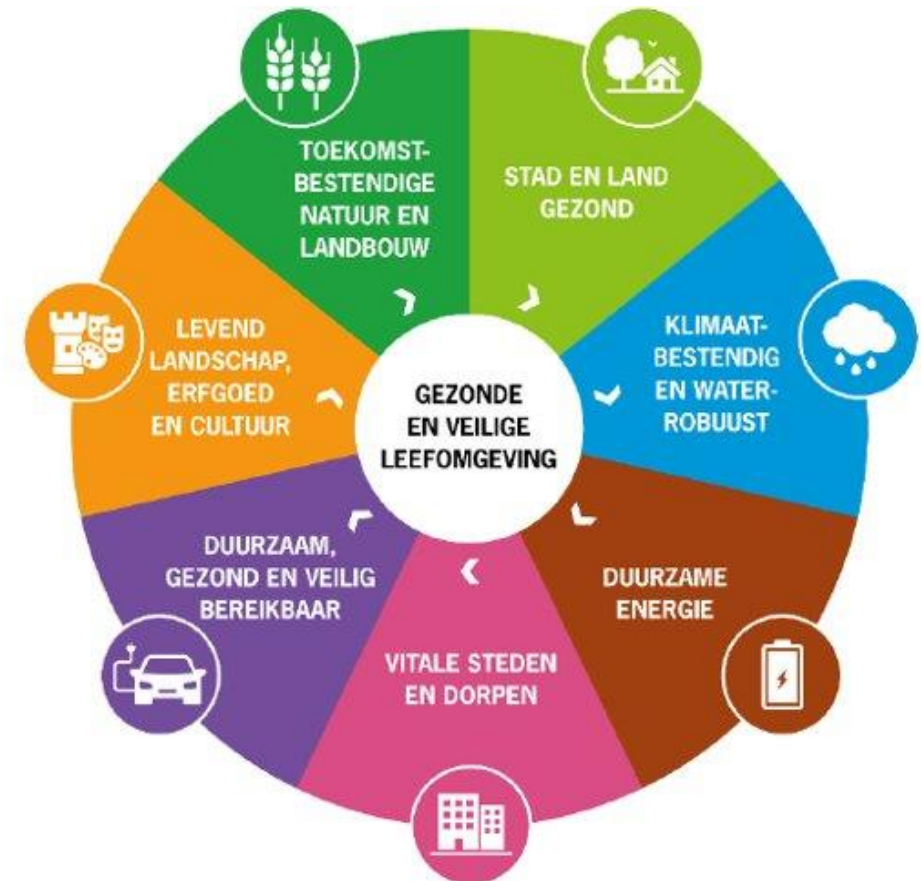 TOEKOMST-
BESTENDIGE
NATUUR EN
LANDBOUW
STAD EN LAND
GEZOND
KLIMAAT-
BESTENDIG
EN WATER-
ROBUUST
DUURZAME
ENERGIE
VITALE STEDEN
EN DORPEN
DUURZAAM,
GEZOND EN VEILIG
BEREIKBAAR
LEVEND
LANDSCHAP,
ERFGOED
EN CULTUUR
GEZONDE
EN VEILIGE
LEEFOMGEVING